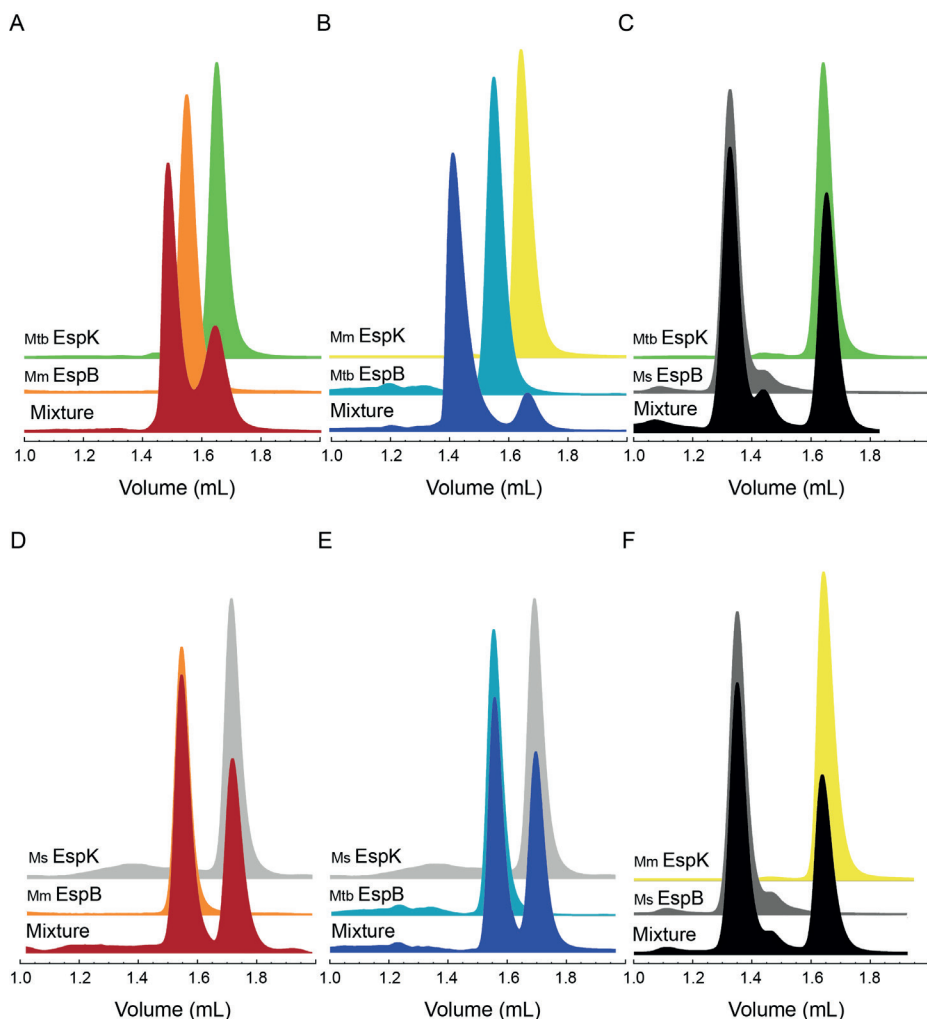 A B C
Mtb EspK Mm EspK Mtb EspK
Mm EspB Mtb EspB Ms EspB
Mixture Mixture Mixture
1.0 1.2 1.4 1.6 1.8 1.0 1.2 1.4 1.6 1.8 1.0 1.2 1.4 1.6 1.8
Volume (mL) Volume (mL) Volume (mL)
D E F
Ms EspK Ms EspK Mm EspK
Mm EspB Mtb EspB Ms EspB
Mixture Mixture Mixture
1.0 1.2 1.4 1.6 1.8 1.0 1.2 1.4 1.6 1.8 1.0 1.2 1.4 1.6 1.8
Volume (mL) Volume (mL) Volume (mL)